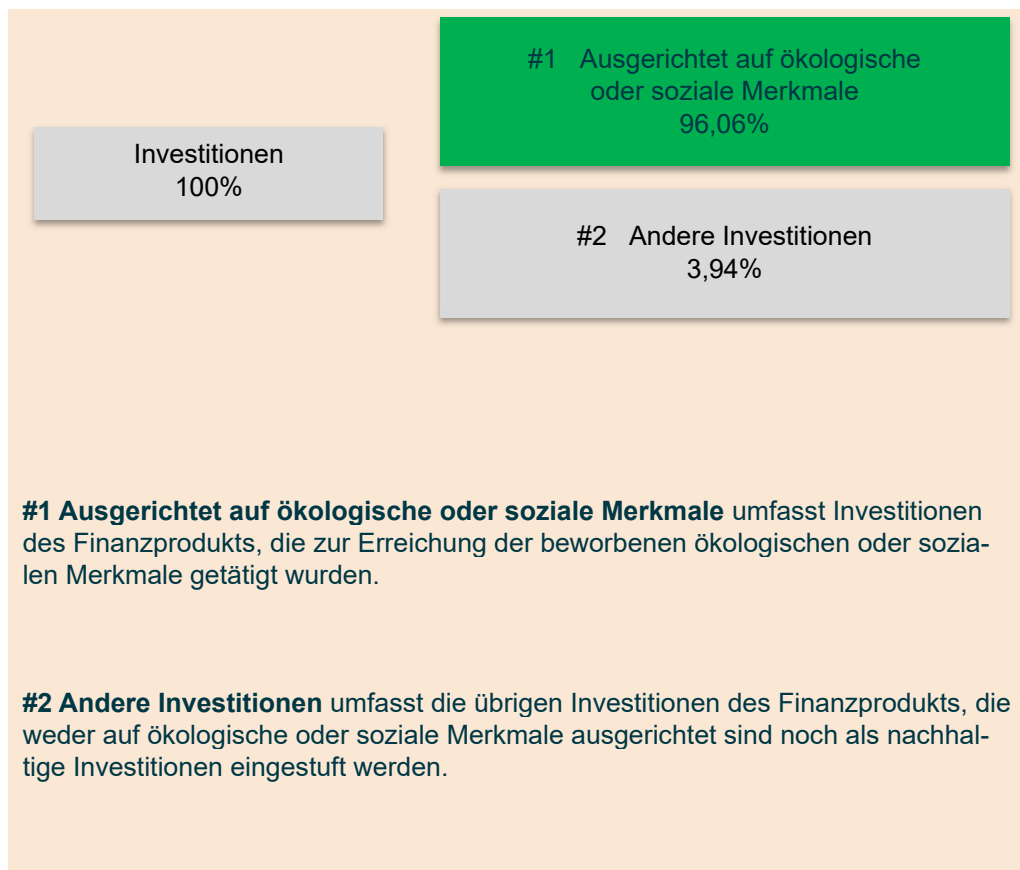 #1 Ausgerichtet auf ökologische
oder soziale Merkmale
96,06%
Investitionen
100%
#2 Andere Investitionen
3,94%
#1 Ausgerichtet auf ökologische oder soziale Merkmale umfasst Investitionen
des Finanzprodukts, die zur Erreichung der beworbenen ökologischen oder sozia-
len Merkmale getätigt wurden.
#2 Andere Investitionen umfasst die übrigen Investitionen des Finanzprodukts, die
weder auf ökologische oder soziale Merkmale ausgerichtet sind noch als nachhal-
tige Investitionen eingestuft werden.